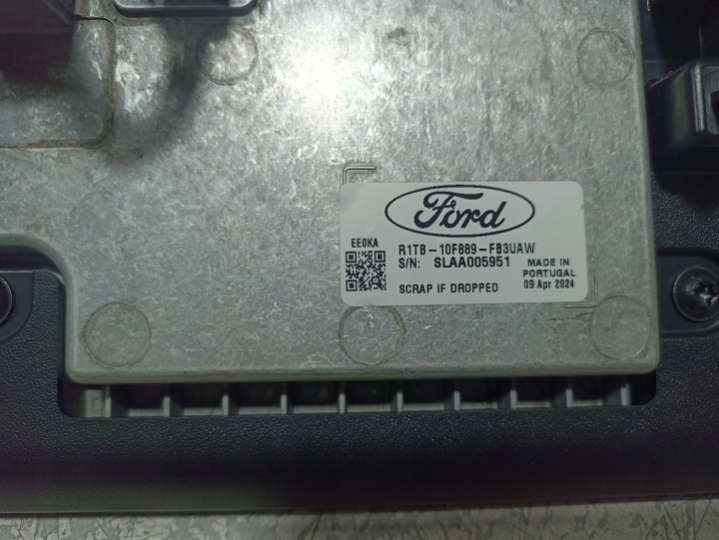 Ford
EE0KA
R1TB-10F889-FB3UAW
S/N: SLAA005951
MADE IN
PORTUGAL
SCRAP IF DROPPED
09 Apr 2024